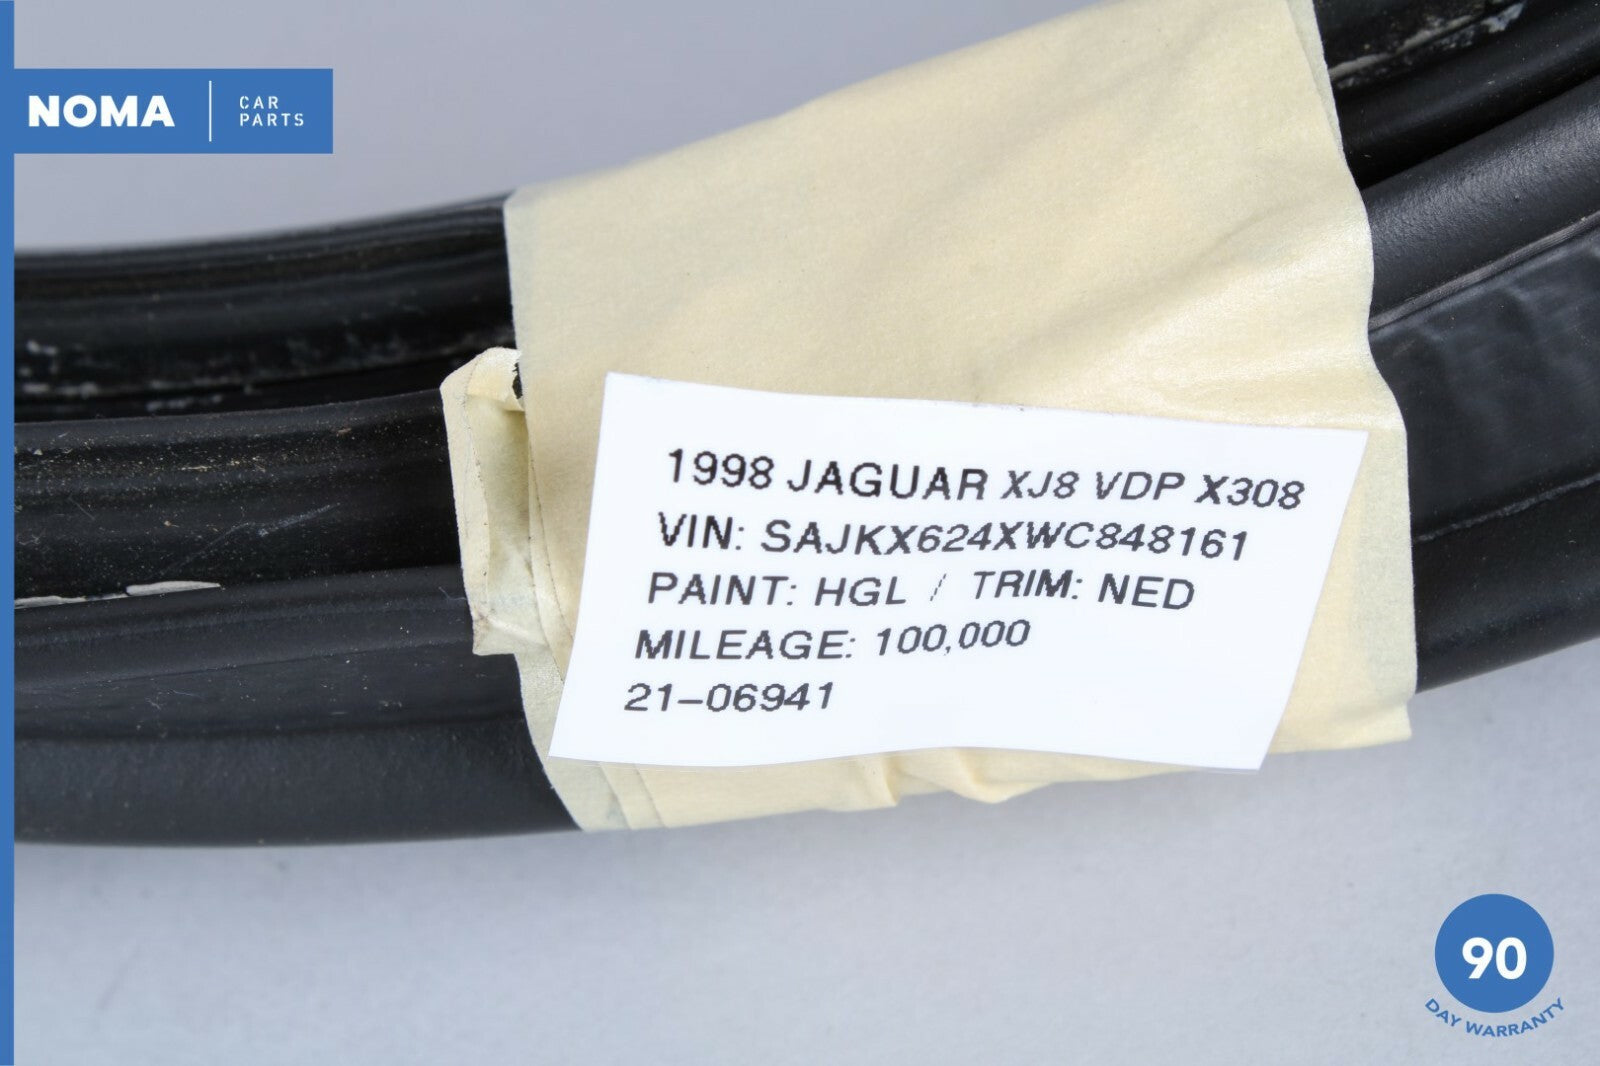 NOMA
CAR
PARTS
1998 JAGUAR XJ8 VDP X308
VIN: SAJKX624XWC848161
PAINT: HGL / TRIM: NED
MILEAGE: 100,000
21-06941
90
DAY WARRANTY